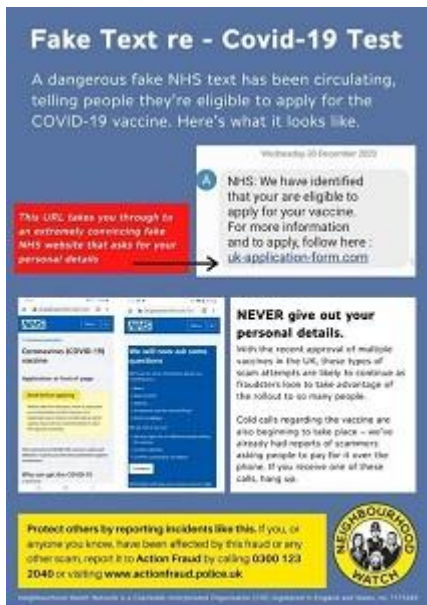 Fake Text re - Covid-19 Test
A dangerous fake NHS text has been circulating,
telling people they're eligible to apply for the
COVID-19 vaccine. Here's what it looks like.
Wednesday 30 December 2020
A
NHS: We have identified
that your are eligible to
apply for your vaccine.
For more information
and to apply, follow here :
uk-application-form.com
This URL takes you through to
an extremely convincing fake
NHS website that asks for your
personal details
NHS
Coronavirus (COVID-19)
vaccine
NHS
We will now ask some
questions
NEVER give out your
personal details.
With the recent approval of multiple
vaccines in the UK, these types of
scam attempts are likely to continue as
fraudsters look to take advantage of
the rollout to so many people.
Cold calls regarding the vaccine are
also beginning to take place – we've
already had reports of scammers
asking people to pay for it over the
phone. If you receive one of these
calls, hang up.
Protect others by reporting incidents like this. If you, or
anyone you know, have been affected by this fraud or any
other scam, report it to Action Fraud by calling 0300 123
2040 or visiting www.actionfraud.police.uk
NEIGHBOURHOOD
WATCH